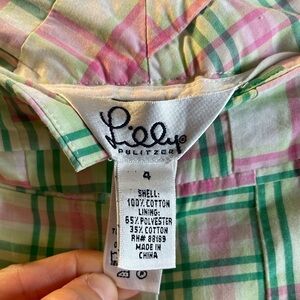 Lilly
PULITZER
4
SHELL:
100% COTTON
LINING:
65% POLYESTER
35% COTTON
RN# 88169
MADE IN
CHINA